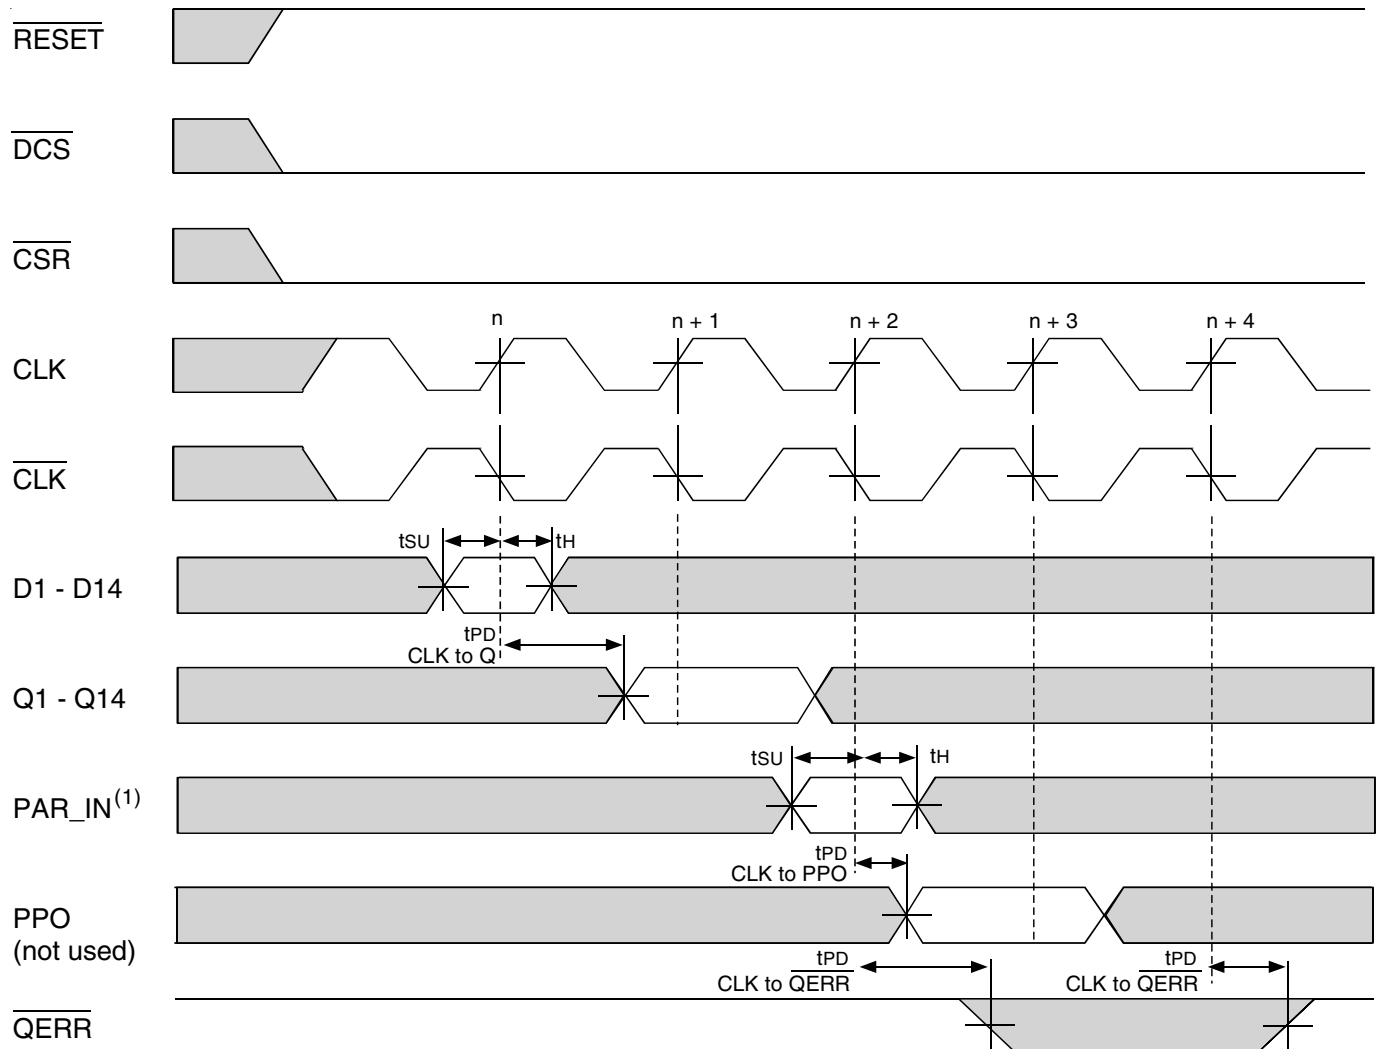 RESET
DCS
CSR
n n + 1 n + 2 n + 3 n + 4
CLK
CLK
tSU tH
D1 - D14
tPD
CLK to Q
Q1 - Q14
tSU tH
PAR_IN(1)
tPD
CLK to PPO
PPO
(not used)
tPD tPD
CLK to QERR CLK to QERR
QERR